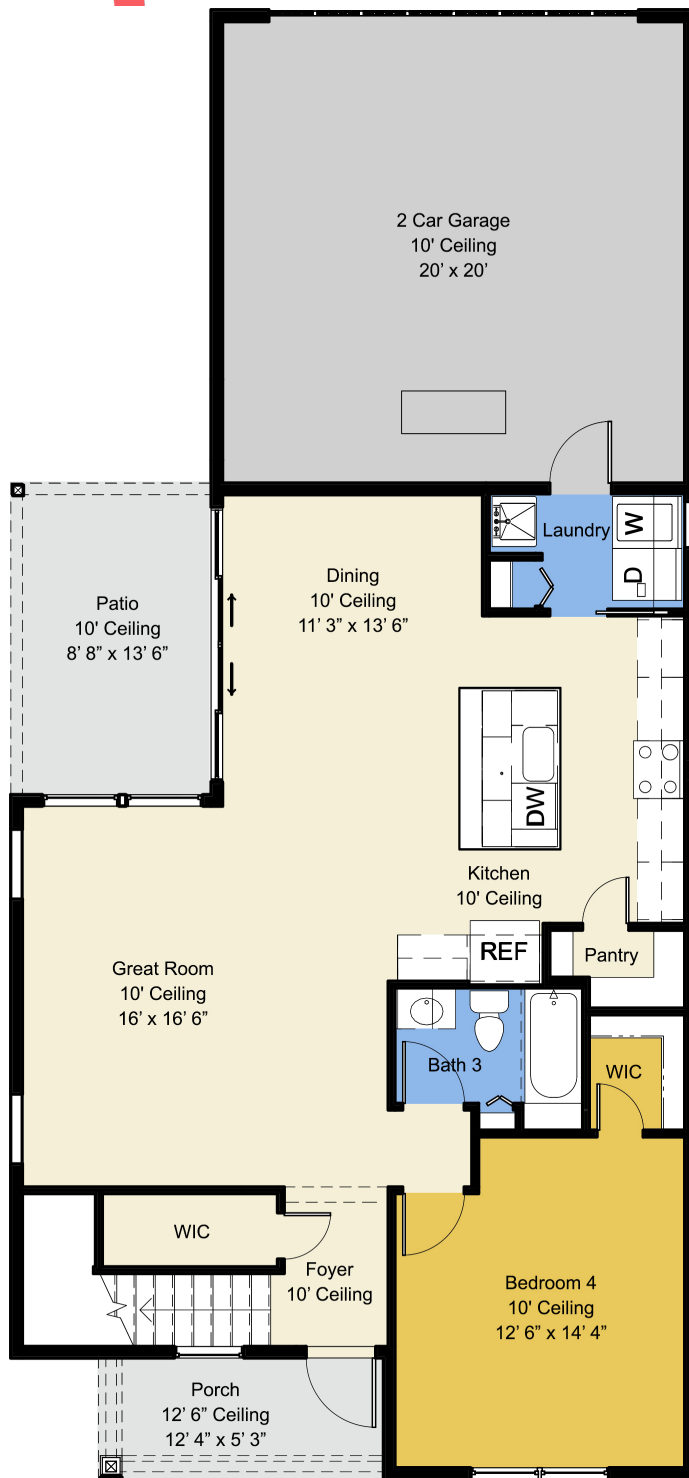 2 Car Garage
10' Ceiling
20’ x 20’
Laundry
W
D
Dining
10' Ceiling
11’ 3” x 13’ 6”
Patio
10' Ceiling
8’ 8” x 13’ 6”
DW
Kitchen
10' Ceiling
REF
Pantry
Great Room
10' Ceiling
16’ x 16’ 6”
Bath 3
WIC
WIC
Foyer
10’ Ceiling
Bedroom 4
10' Ceiling
12’ 6” x 14’ 4”
Porch
12’ 6” Ceiling
12’ 4” x 5’ 3”